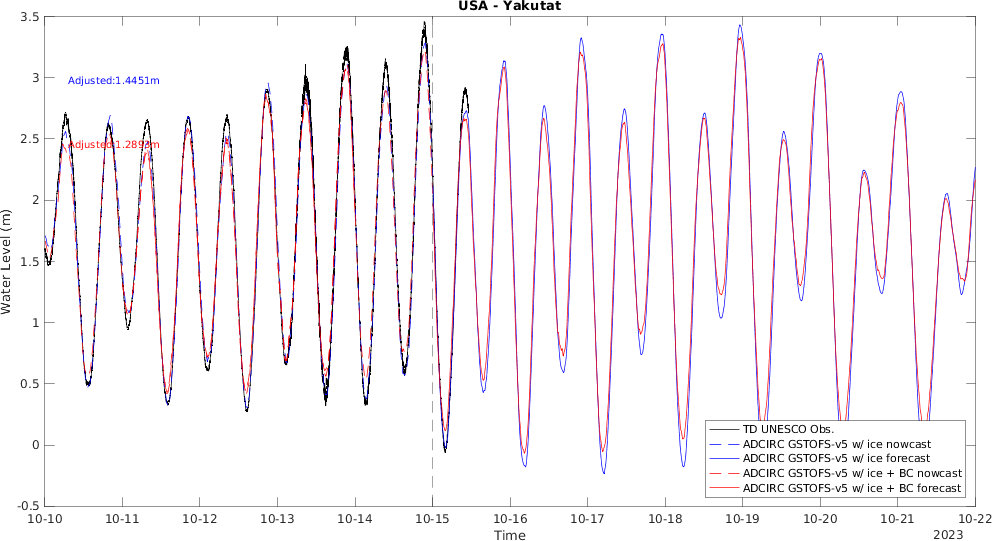 USA - Yakutat
3.5
3
2.5
2
1.5
1
0.5
0
-0.5
Water Level (m)
Adjusted:1.4451m
Adjusted:1.2893m
TD UNESCO Obs.
ADCIRC GSTOFS-v5 w/ ice nowcast
ADCIRC GSTOFS-v5 w/ ice forecast
ADCIRC GSTOFS-v5 w/ ice + BC nowcast
ADCIRC GSTOFS-v5 w/ ice + BC forecast
10-10 10-11 10-12 10-13 10-14 10-15 10-16 10-17 10-18 10-19 10-20 10-21 10-22
Time
2023